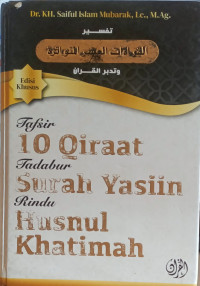 Dr. KH. Saiful Islam Mubarak, Lc., M.Ag.
تفسير
القراءات العشر المتواترة
وتدبر القرآن
Edisi
Khusus
Tafsir
10 Qiraat
Tadabur
Surah Yasiin
Rindu
Husnul
Khatimah